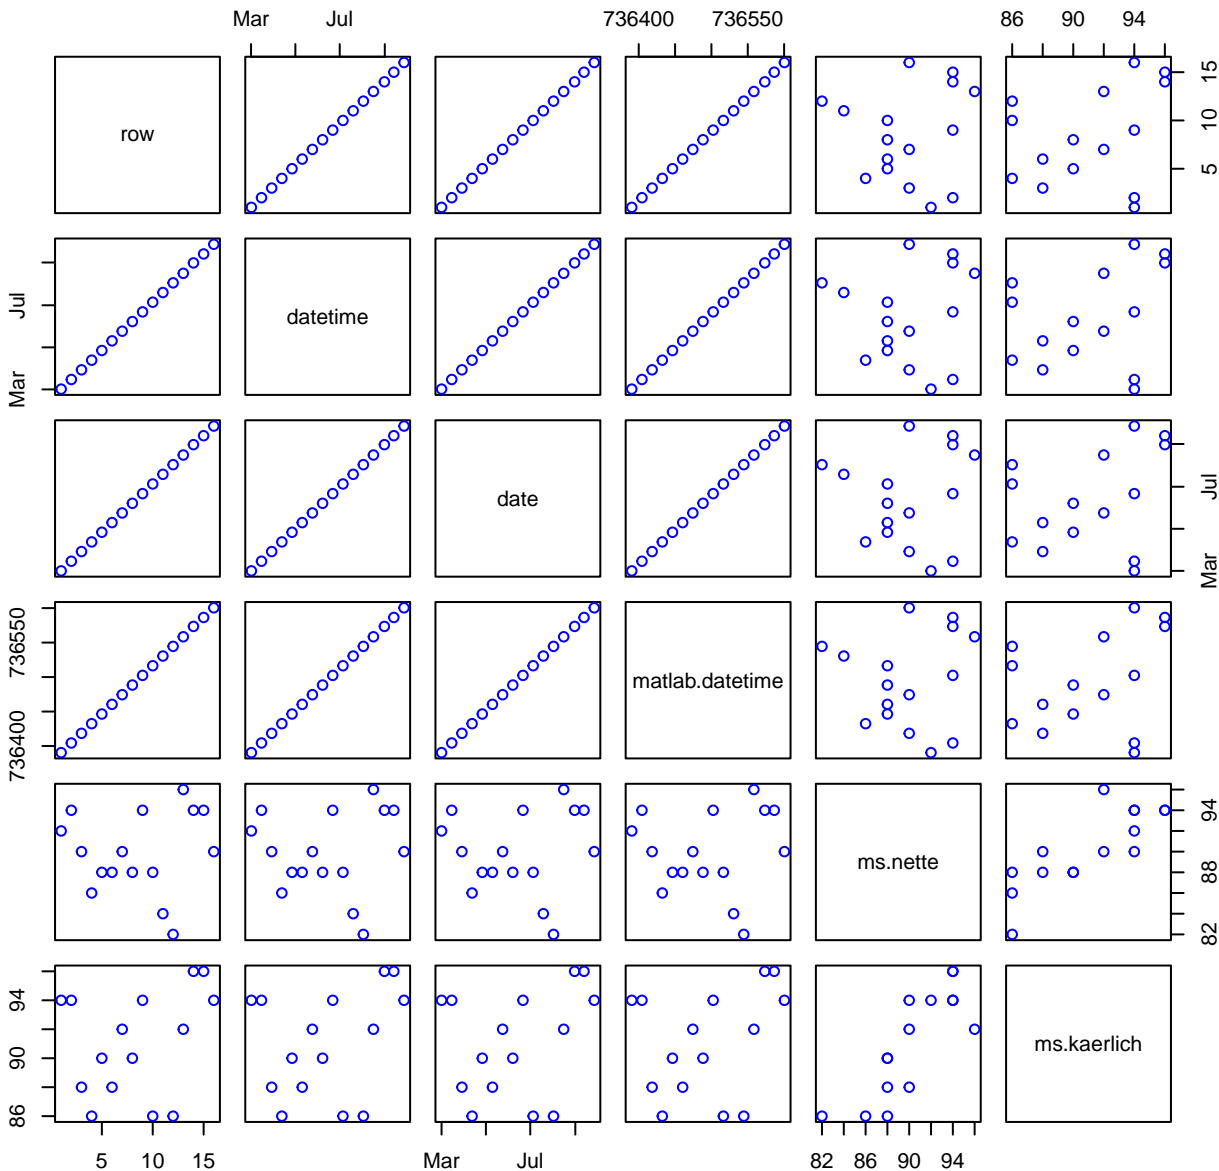 Mar Jul 736400 736550 86 90 94
row
5 10 15
datetime
Mar Jul
date
Mar Jul
matlab.datetime
736400 736550
ms.nette
82 88 94
ms.kaerlich
86 90 94
5 10 15 Mar Jul 82 86 90 94